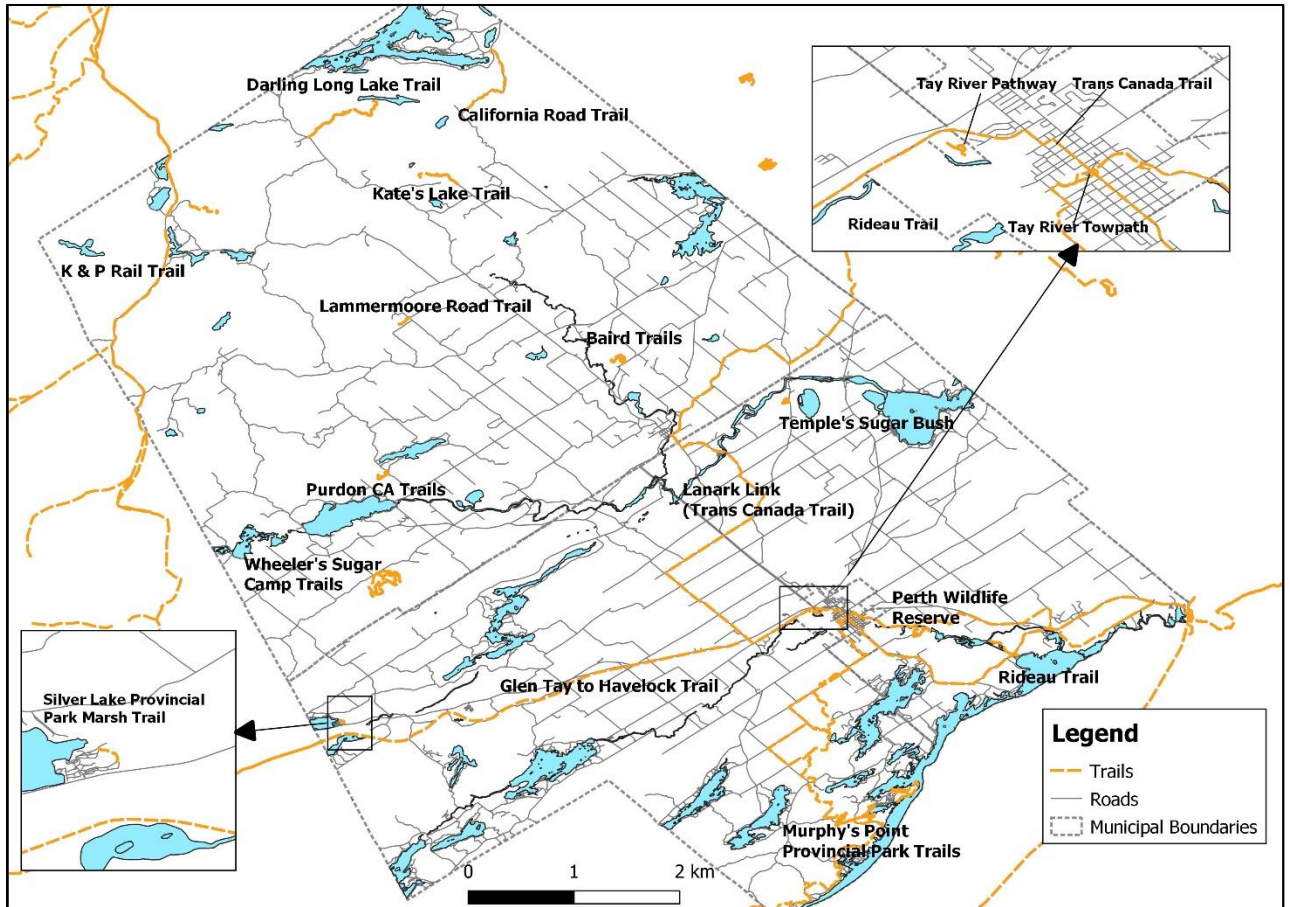 Darling Long Lake Trail
California Road Trail
Kate's Lake Trail
K & P Rail Trail
Lammermoore Road Trail
Baird Trails
Tay River Pathway
Trans Canada Trail
Rideau Trail
Tay River Towpath
Temple's Sugar Bush
Purdon CA Trails
Lanark Link
(Trans Canada Trail)
Wheeler's Sugar
Camp Trails
Perth Wildlife
Reserve
Silver Lake Provincial
Park Marsh Trail
Glen Tay to Havelock Trail
Rideau Trail
Murphy's Point
Provincial Park Trails
Legend
Trails
Roads
Municipal Boundaries
0 1 2 km